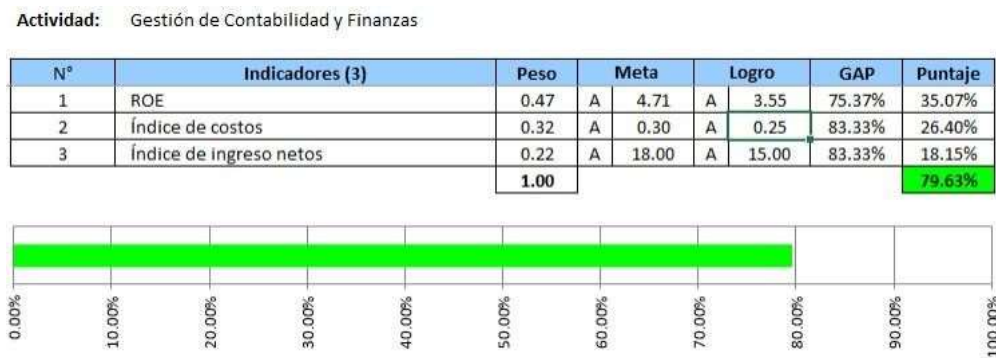 Actividad: Gestión de Contabilidad y Finanzas
N° Indicadores (3) Peso Meta Logro GAP Puntaje
1 ROE 0.47 A 4.71 A 3.55 75.37% 35.07%
2 Índice de costos 0.32 A 0.30 A 0.25 83.33% 26.40%
3 Índice de ingreso netos 0.22 A 18.00 A 15.00 83.33% 18.15%
1.00 79.63%
0.00% 10.00% 20.00% 30.00% 40.00% 50.00% 60.00% 70.00% 80.00% 90.00% 100.00%